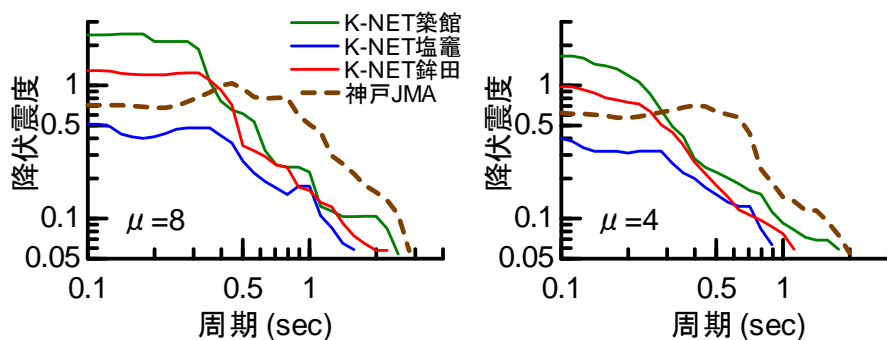 K-NET築館
K-NET塩竈
K-NET鉾田
神戸JMA
降伏震度
1
0.5
0.1
0.05
μ=8
0.1
0.5
1
周期 (sec)
降伏震度
1
0.5
0.1
0.05
μ=4
0.1
0.5
1
周期 (sec)